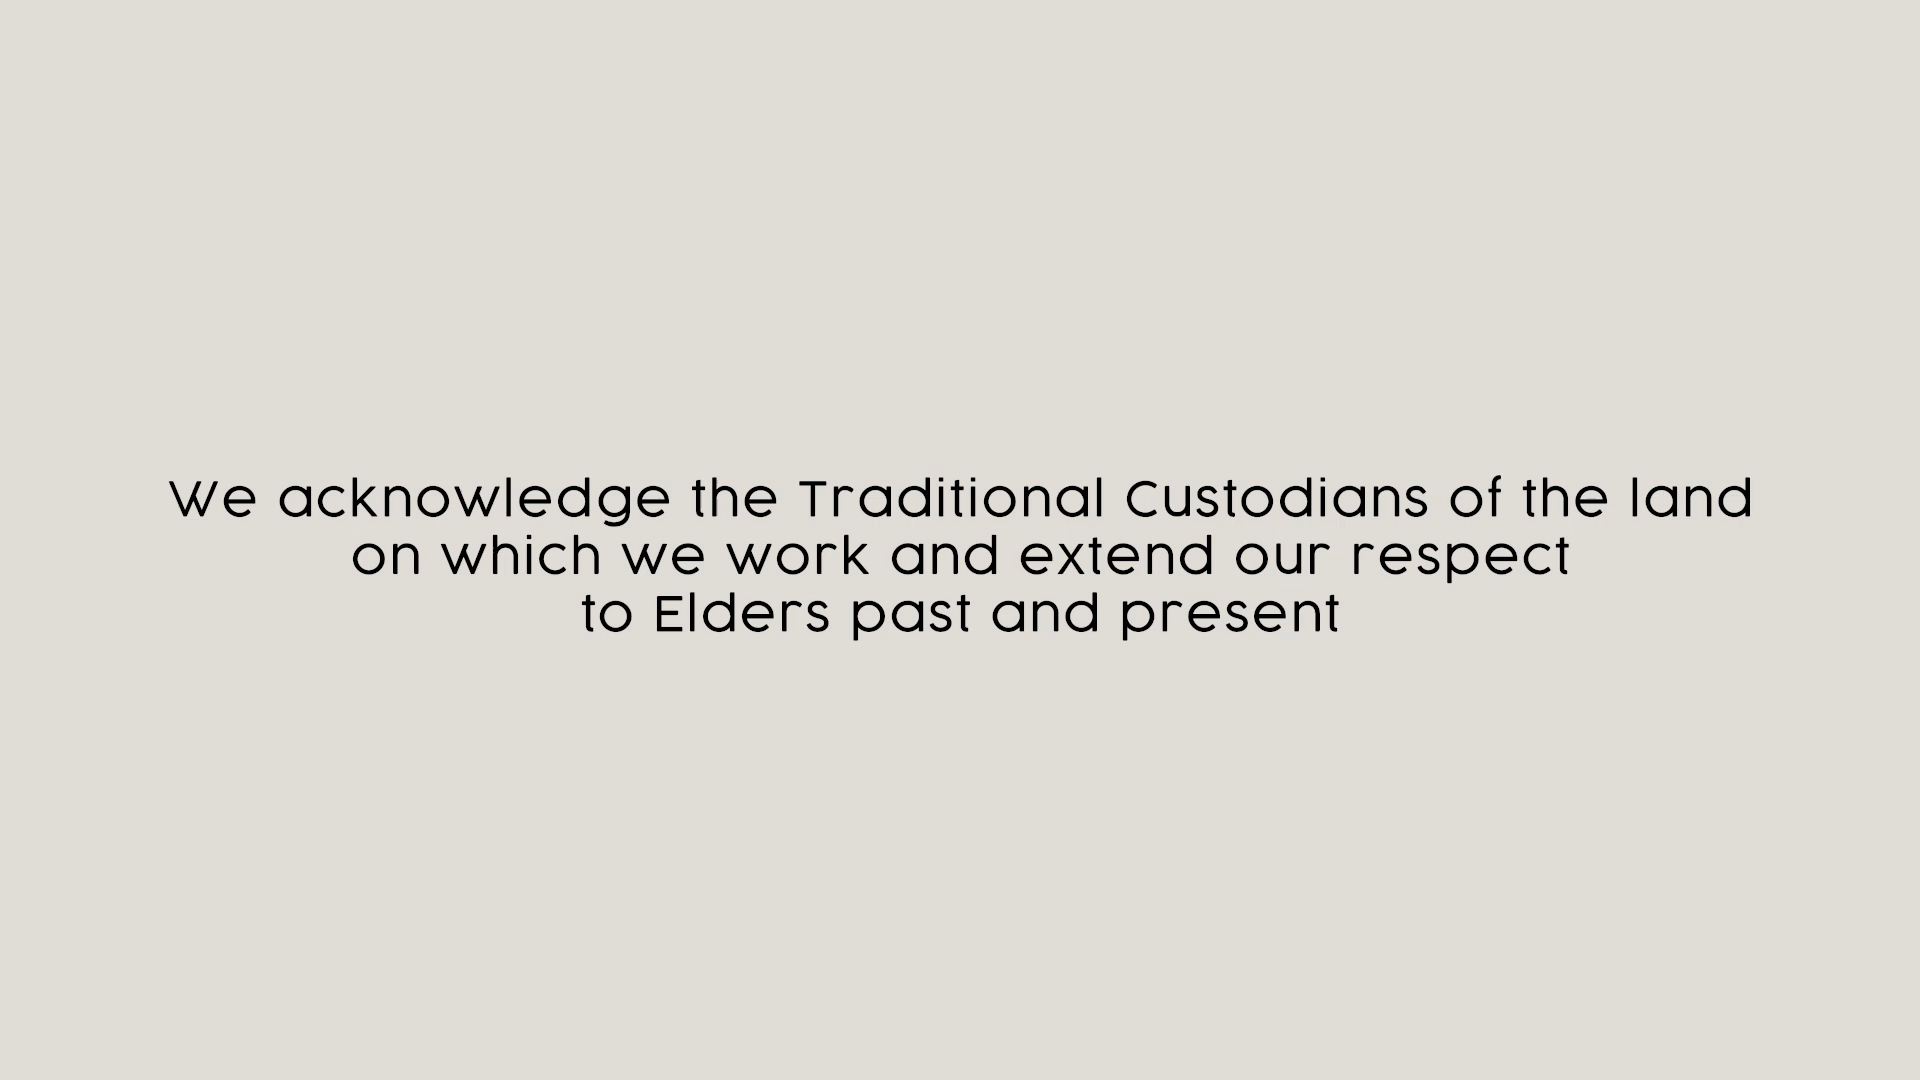 We acknowledge the Traditional Custodians of the land
on which we work and extend our respect
to Elders past and present